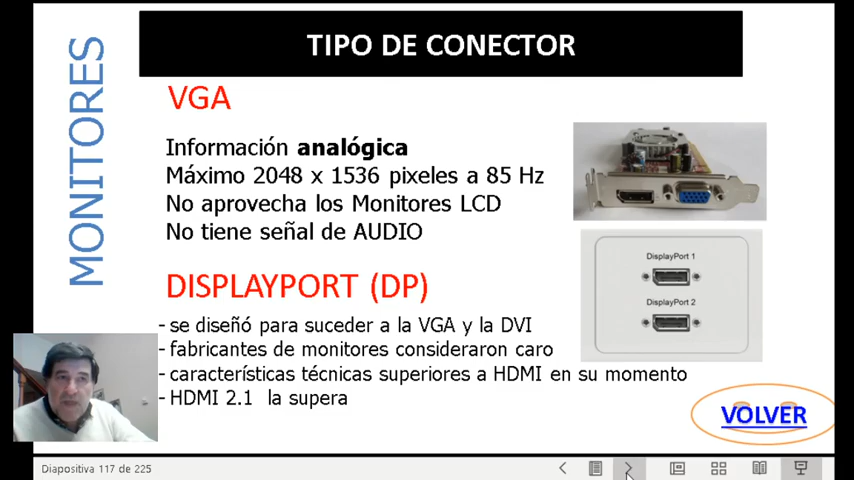 MONITORES
TIPO DE CONECTOR
VGA
Información analógica
Máximo 2048 x 1536 pixeles a 85 Hz
No aprovecha los Monitores LCD
No tiene señal de AUDIO
DISPLAYPORT (DP)
- se diseñó para suceder a la VGA y la DVI
- fabricantes de monitores consideraron caro
- características técnicas superiores a HDMI en su momento
- HDMI 2.1 la supera
DisplayPort 1
DisplayPort 2
VOLVER
Diapositiva 117 de 225